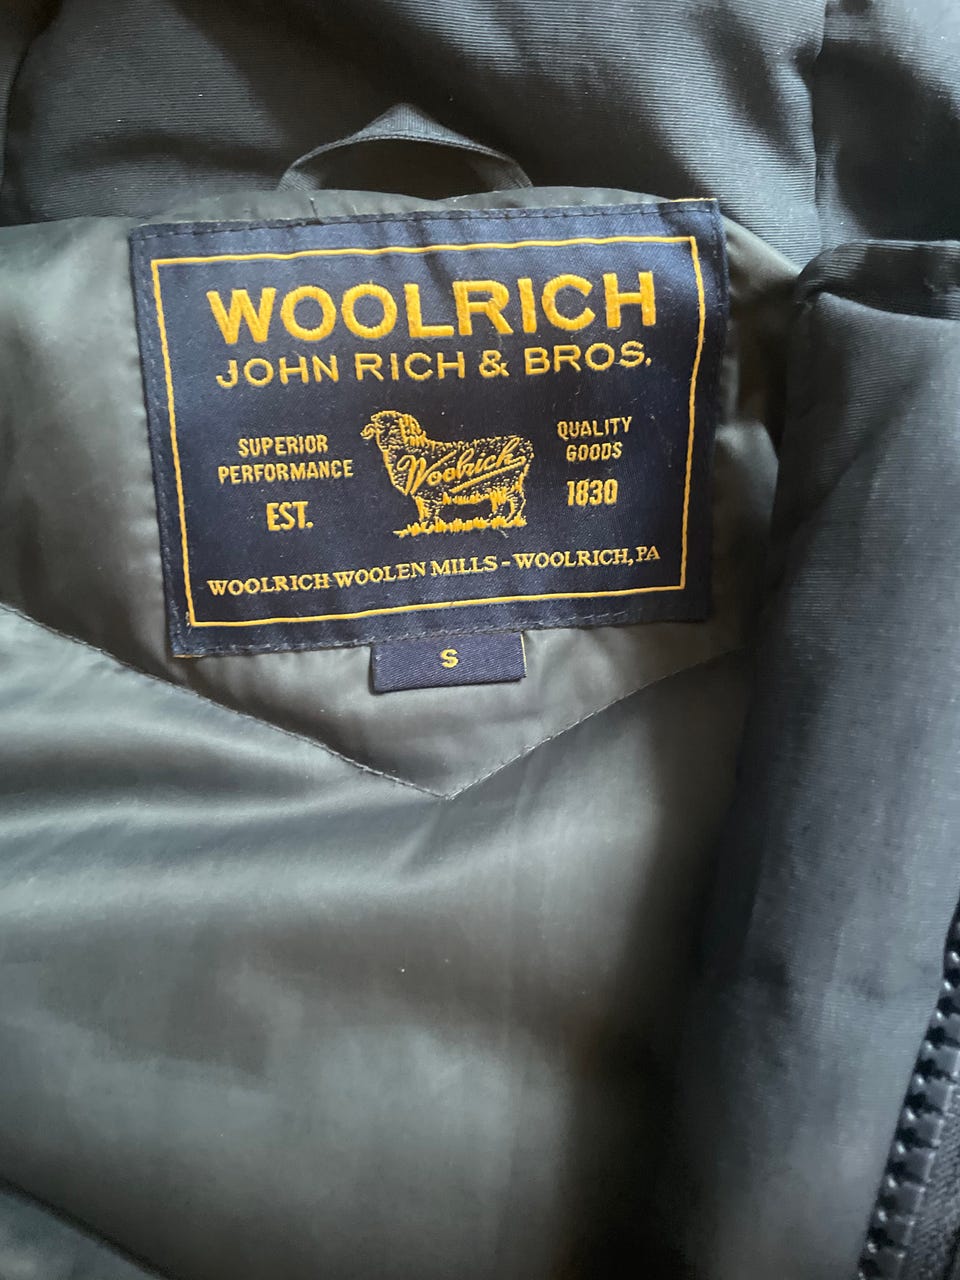 WOOLRICH
JOHN RICH & BROS.
SUPERIOR
PERFORMANCE
EST.
Woolrich
QUALITY
GOODS
1830
WOOLRICH WOOLEN MILLS - WOOLRICH, PA
S